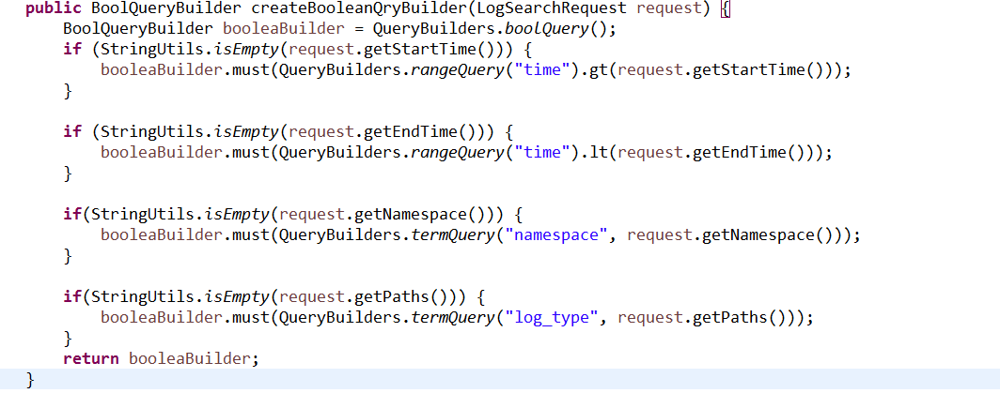 public BoolQueryBuilder createBooleanQryBuilder(LogSearchRequest request) {
    BoolQueryBuilder booleaBuilder = QueryBuilders.boolQuery();
    if (StringUtils.isEmpty(request.getStartTime())) {
        booleaBuilder.must(QueryBuilders.rangeQuery("time").gt(request.getStartTime()));
    }

    if (StringUtils.isEmpty(request.getEndTime())) {
        booleaBuilder.must(QueryBuilders.rangeQuery("time").lt(request.getEndTime()));
    }

    if(StringUtils.isEmpty(request.getNamespace())) {
        booleaBuilder.must(QueryBuilders.termQuery("namespace", request.getNamespace()));
    }

    if(StringUtils.isEmpty(request.getPaths())) {
        booleaBuilder.must(QueryBuilders.termQuery("log_type", request.getPaths()));
    }
    return booleaBuilder;
}